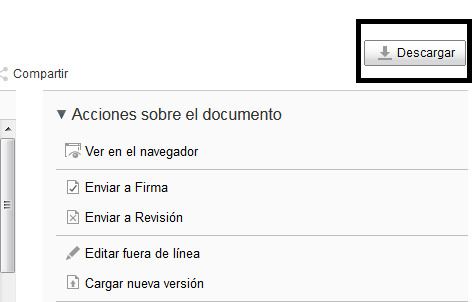 Descargar
Compartir
Acciones sobre el documento
Ver en el navegador
Enviar a Firma
Enviar a Revisión
Editar fuera de línea
Cargar nueva versión